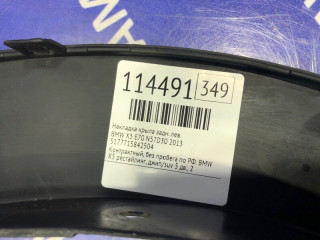 114491 349
Накладка крыла задн. лев.
BMW X5 E70 N57D30 2013
5177715842504
Контрактный, без пробега по РФ; BMW
X5 рестайлинг, джип/suv 5 дв., 2